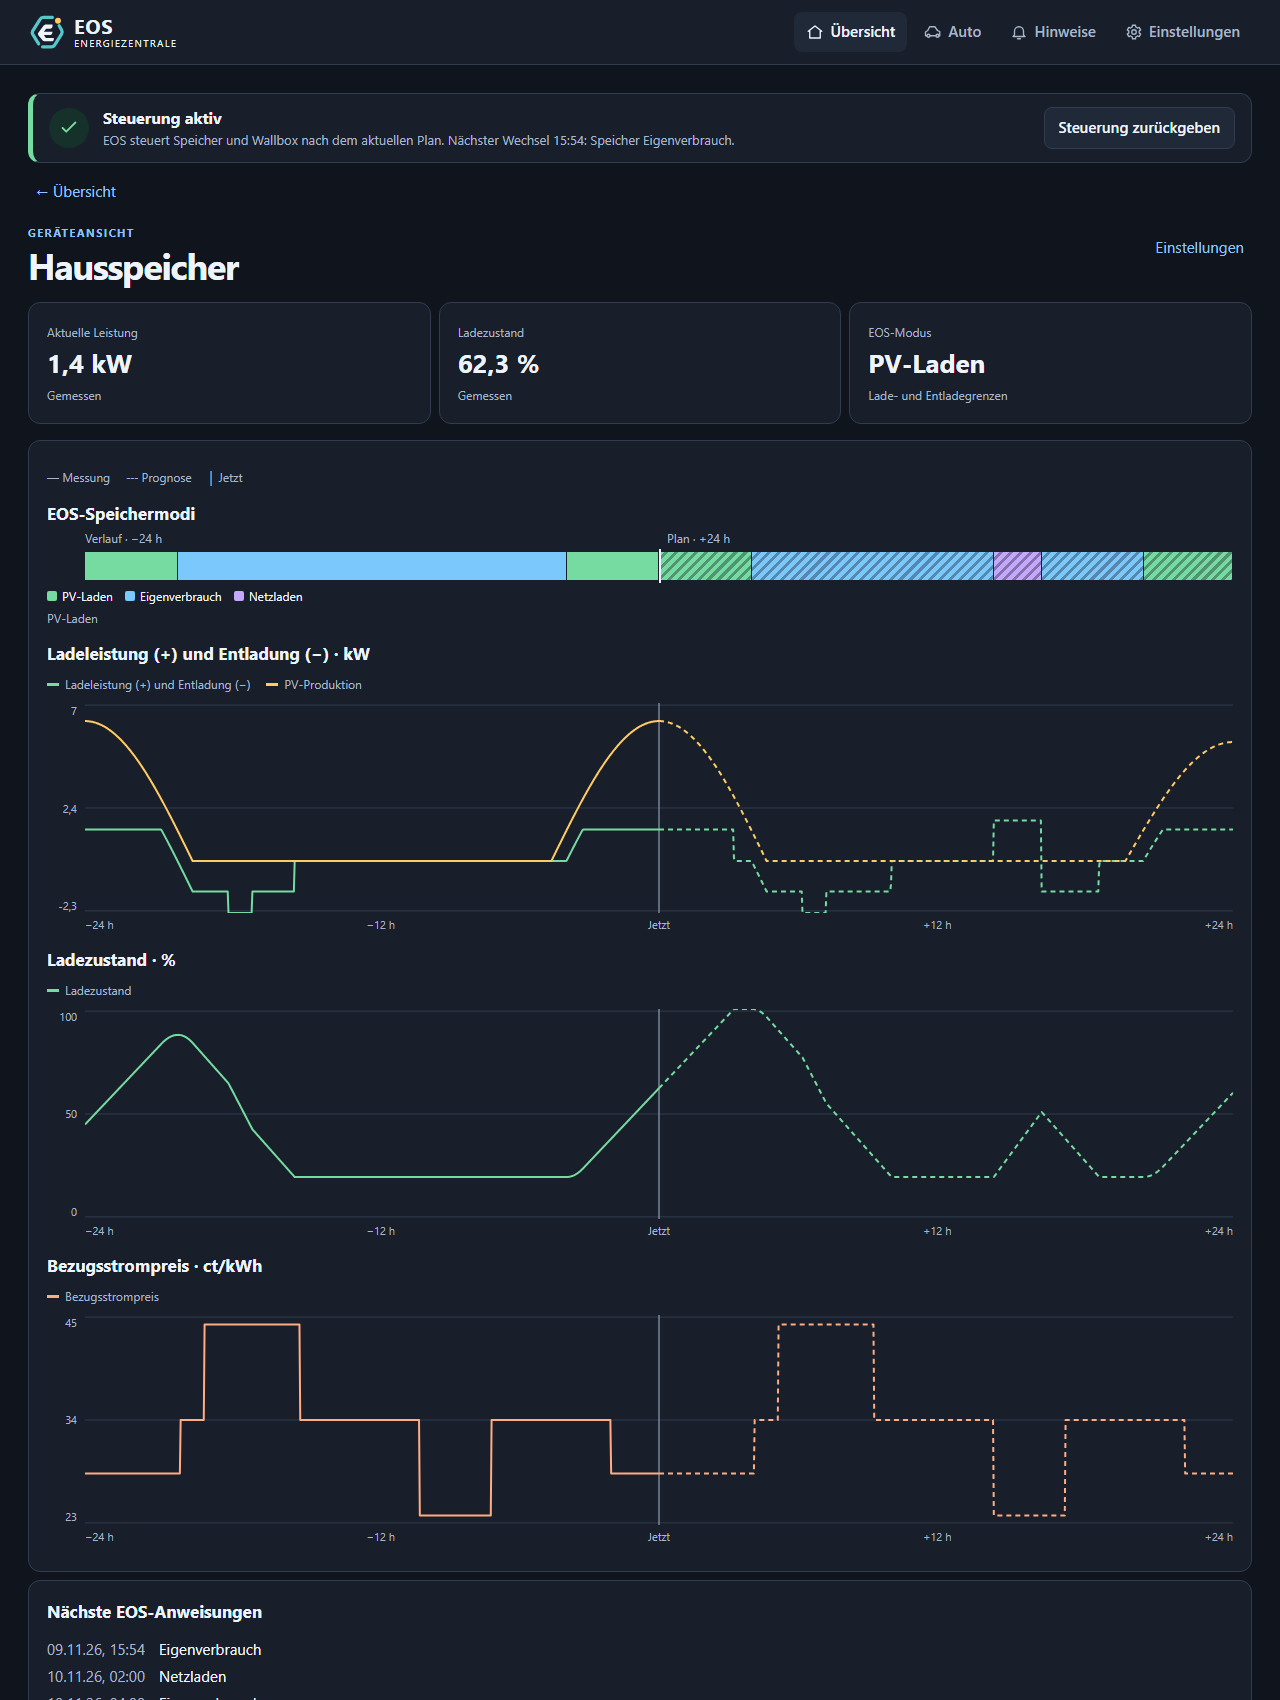 EOS
ENERGIEZENTRALE
Übersicht
Auto
Hinweise
Einstellungen
Steuerung aktiv
EOS steuert Speicher und Wallbox nach dem aktuellen Plan. Nächster Wechsel 15:54: Speicher Eigenverbrauch.
Steuerung zurückgeben
← Übersicht
GERÄTEANSICHT
Hausspeicher
Einstellungen
Aktuelle Leistung
1,4 kW
Gemessen
Ladezustand
62,3 %
Gemessen
EOS-Modus
PV-Laden
Lade- und Entladegrenzen
— Messung --- Prognose | Jetzt
EOS-Speichermodi
Verlauf · −24 h
Plan · +24 h
PV-Laden Eigenverbrauch Netzladen
PV-Laden
Ladeleistung (+) und Entladung (−) · kW
Ladeleistung (+) und Entladung (−) PV-Produktion
7
2,4
-2,3
−24 h −12 h Jetzt +12 h +24 h
Ladezustand · %
Ladezustand
100
50
0
−24 h −12 h Jetzt +12 h +24 h
Bezugsstrompreis · ct/kWh
Bezugsstrompreis
45
34
23
−24 h −12 h Jetzt +12 h +24 h
Nächste EOS-Anweisungen
09.11.26, 15:54 Eigenverbrauch
10.11.26, 02:00 Netzladen